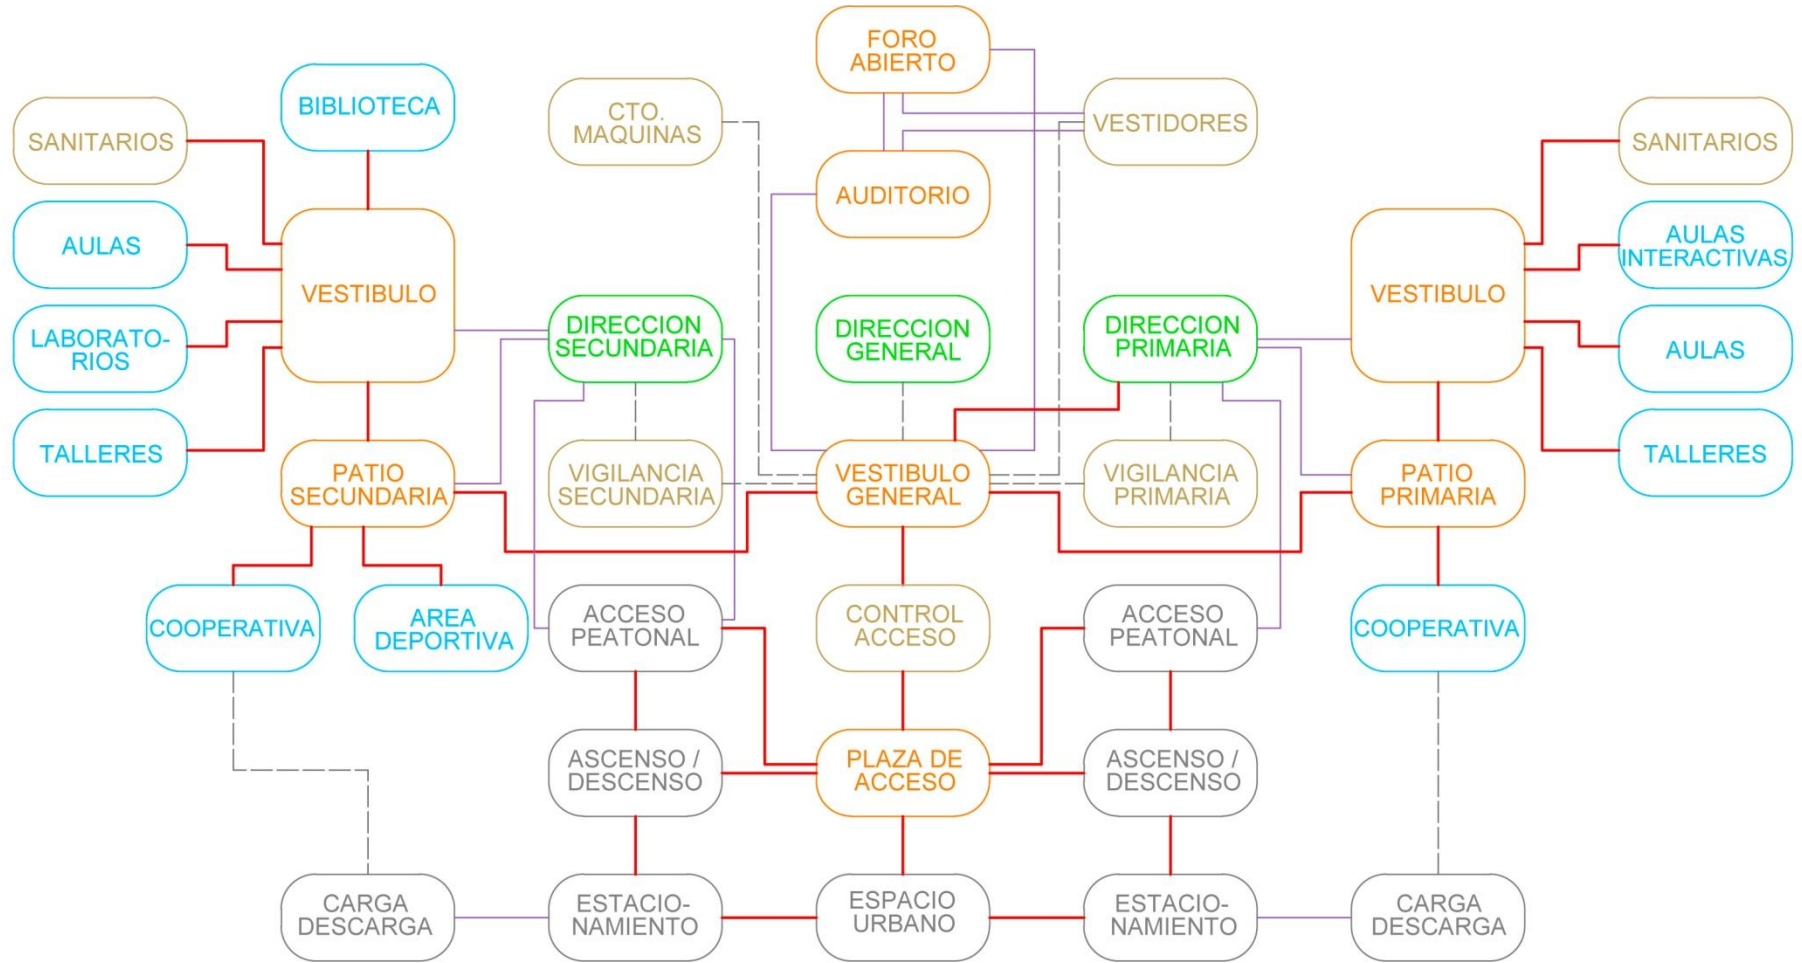 FORO
ABIERTO
BIBLIOTECA
SANITARIOS
CTO.
MAQUINAS
VESTIDORES
SANITARIOS
AUDITORIO
AULAS
AULAS
INTERACTIVAS
VESTIBULO
VESTIBULO
LABORATO-
RIOS
DIRECCION
SECUNDARIA
DIRECCION
GENERAL
DIRECCION
PRIMARIA
AULAS
TALLERES
PATIO
SECUNDARIA
VIGILANCIA
SECUNDARIA
VESTIBULO
GENERAL
VIGILANCIA
PRIMARIA
PATIO
PRIMARIA
TALLERES
COOPERATIVA
AREA
DEPORTIVA
ACCESO
PEATONAL
CONTROL
ACCESO
ACCESO
PEATONAL
COOPERATIVA
ASCENSO /
DESCENSO
PLAZA DE
ACCESO
ASCENSO /
DESCENSO
CARGA
DESCARGA
ESTACIO-
NAMIENTO
ESPACIO
URBANO
ESTACIO-
NAMIENTO
CARGA
DESCARGA